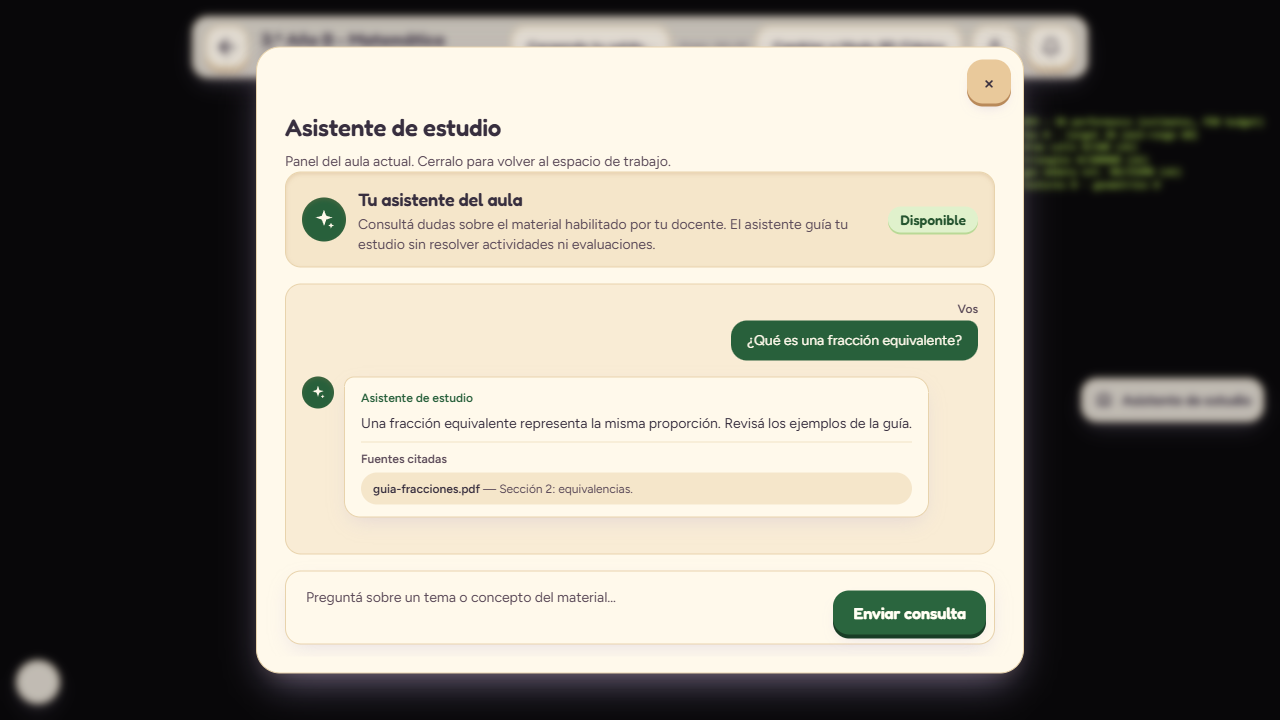 ×
Asistente de estudio
Panel del aula actual. Cerralo para volver al espacio de trabajo.
Tu asistente del aula
Consultá dudas sobre el material habilitado por tu docente. El asistente guía tu
estudio sin resolver actividades ni evaluaciones.
Disponible
Vos
¿Qué es una fracción equivalente?
Asistente de estudio
Una fracción equivalente representa la misma proporción. Revisá los ejemplos de la guía.
Fuentes citadas
guia-fracciones.pdf — Sección 2: equivalencias.
Preguntá sobre un tema o concepto del material...
Enviar consulta
Asistente de estudio